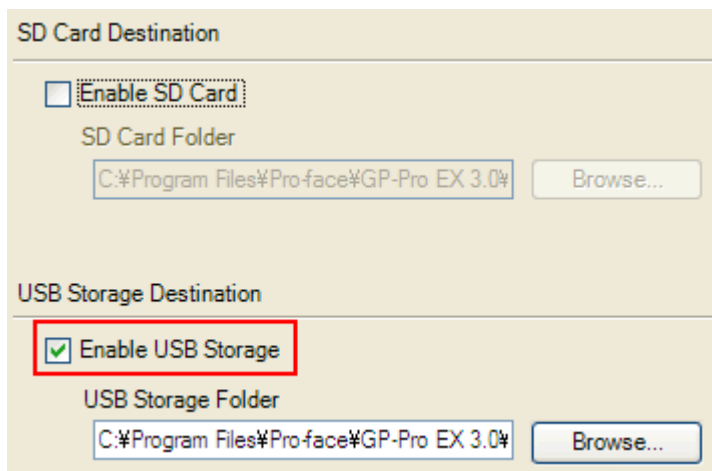 SD Card Destination
Enable SD Card
SD Card Folder
C:¥Program Files¥Pro-face¥GP-Pro EX 3.0¥
Browse...
USB Storage Destination
Enable USB Storage
USB Storage Folder
C:¥Program Files¥Pro-face¥GP-Pro EX 3.0¥
Browse...